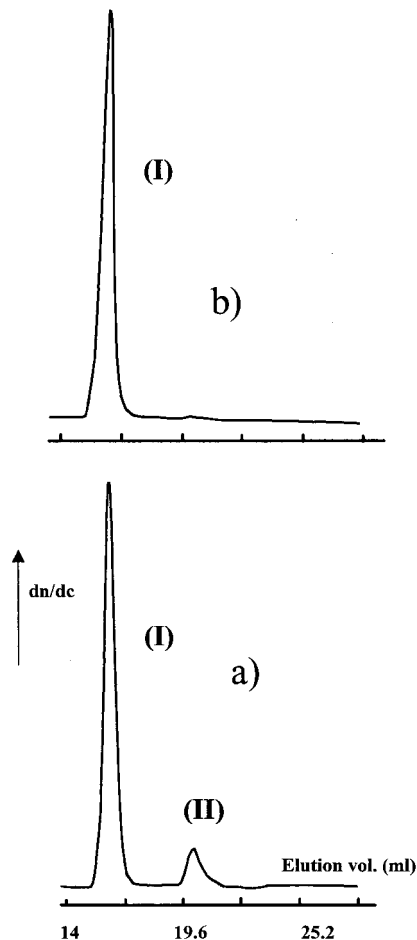 (I)
b)
dn/dc
(I)
a)
(II)
Elution vol. (ml)
14 19.6 25.2